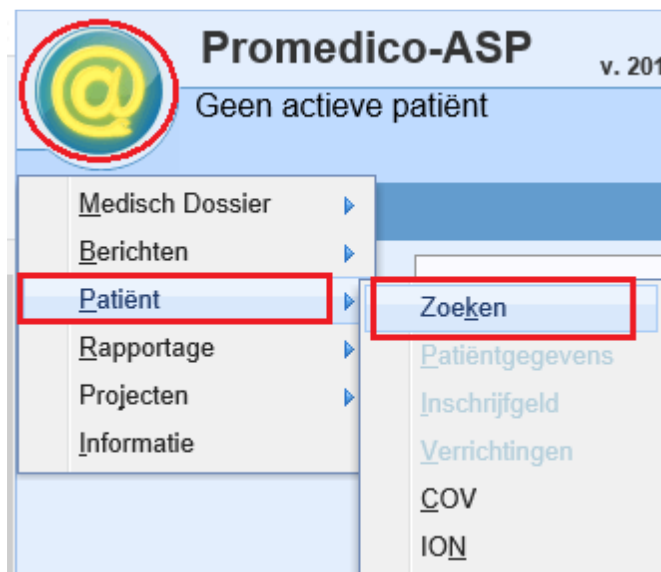 @
Promedico-ASP
v. 201
Geen actieve patiënt
Medisch Dossier
Berichten
Patiënt
Rapportage
Projecten
Informatie
Zoeken
Patiëntgegevens
Inschrijfgeld
Verrichtingen
COV
ION